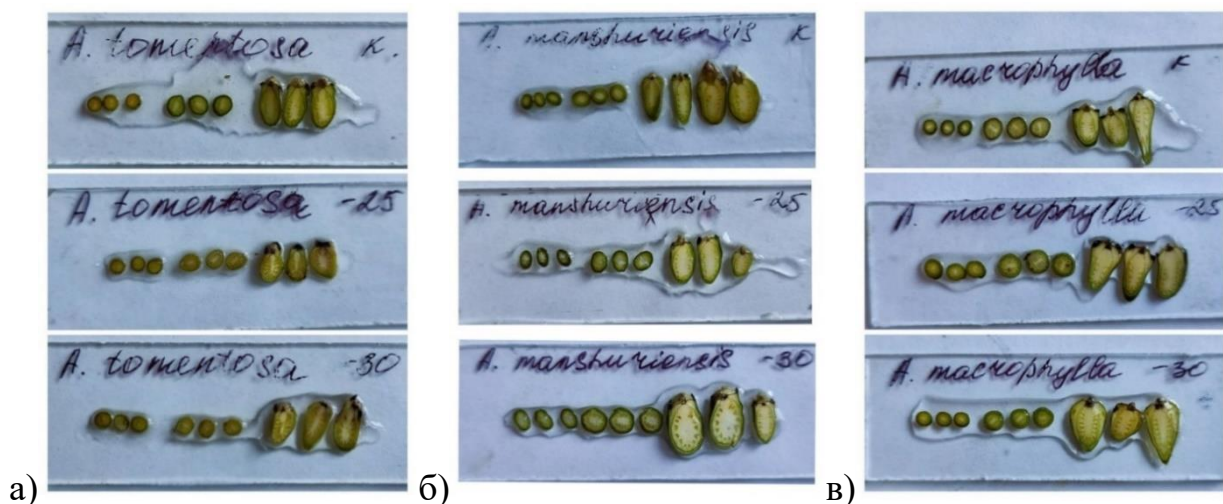 A. tomentosa K.
A. tomentosa -25
A. tomentosa -30
а)
A. manshuriensis K
A. manshuriensis -25
A. manshuriensis -30
б)
A. macrophylla K
A. macrophylla -25
A. macrophylla -30
в)